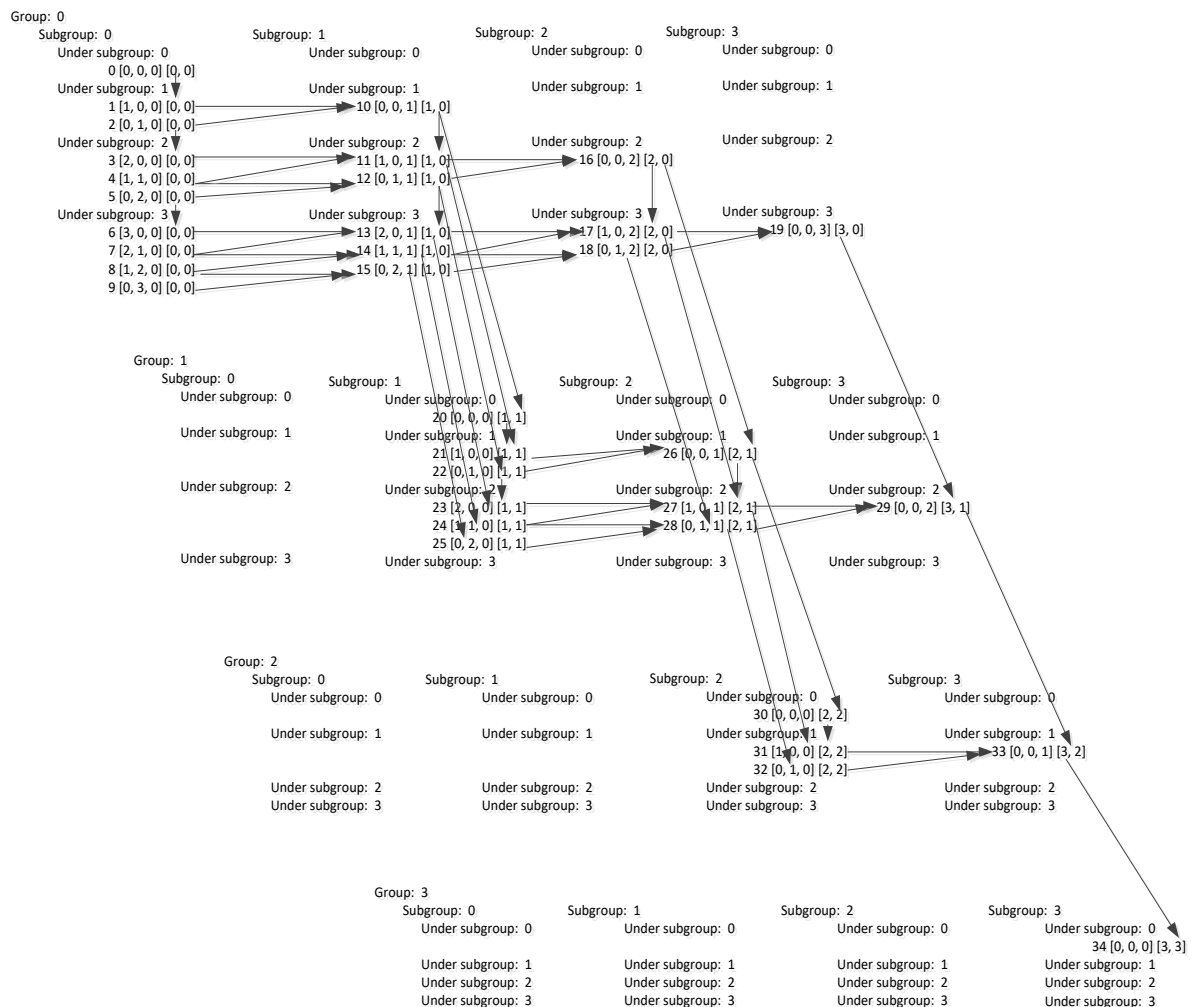 Group: 0
Subgroup: 0 Subgroup: 1 Subgroup: 2 Subgroup: 3
Under subgroup: 0 Under subgroup: 0 Under subgroup: 0 Under subgroup: 0
0 [0, 0, 0] [0, 0]
Under subgroup: 1 Under subgroup: 1 Under subgroup: 1 Under subgroup: 1
1 [1, 0, 0] [0, 0] 10 [0, 0, 1] [1, 0]
2 [0, 1, 0] [0, 0]
Under subgroup: 2 Under subgroup: 2 Under subgroup: 2 Under subgroup: 2
3 [2, 0, 0] [0, 0] 11 [1, 0, 1] [1, 0] 16 [0, 0, 2] [2, 0]
4 [1, 1, 0] [0, 0] 12 [0, 1, 1] [1, 0]
5 [0, 2, 0] [0, 0]
Under subgroup: 3 Under subgroup: 3 Under subgroup: 3 Under subgroup: 3
6 [3, 0, 0] [0, 0] 13 [2, 0, 1] [1, 0] 17 [1, 0, 2] [2, 0] 19 [0, 0, 3] [3, 0]
7 [2, 1, 0] [0, 0] 14 [1, 1, 1] [1, 0] 18 [0, 1, 2] [2, 0]
8 [1, 2, 0] [0, 0] 15 [0, 2, 1] [1, 0]
9 [0, 3, 0] [0, 0]
Group: 1
Subgroup: 0 Subgroup: 1 Subgroup: 2 Subgroup: 3
Under subgroup: 0 Under subgroup: 0 Under subgroup: 0 Under subgroup: 0
20 [0, 0, 0] [1, 1]
Under subgroup: 1 Under subgroup: 1 Under subgroup: 1 Under subgroup: 1
21 [1, 0, 0] [1, 1] 26 [0, 0, 1] [2, 1]
22 [0, 1, 0] [1, 1]
Under subgroup: 2 Under subgroup: 2 Under subgroup: 2 Under subgroup: 2
23 [2, 0, 0] [1, 1] 27 [1, 0, 1] [2, 1] 29 [0, 0, 2] [3, 1]
24 [1, 1, 0] [1, 1] 28 [0, 1, 1] [2, 1]
25 [0, 2, 0] [1, 1]
Under subgroup: 3 Under subgroup: 3 Under subgroup: 3 Under subgroup: 3
Group: 2
Subgroup: 0 Subgroup: 1 Subgroup: 2 Subgroup: 3
Under subgroup: 0 Under subgroup: 0 Under subgroup: 0 Under subgroup: 0
30 [0, 0, 0] [2, 2]
Under subgroup: 1 Under subgroup: 1 Under subgroup: 1 Under subgroup: 1
31 [1, 0, 0] [2, 2] 33 [0, 0, 1] [3, 2]
32 [0, 1, 0] [2, 2]
Under subgroup: 2 Under subgroup: 2 Under subgroup: 2 Under subgroup: 2
Under subgroup: 3 Under subgroup: 3 Under subgroup: 3 Under subgroup: 3
Group: 3
Subgroup: 0 Subgroup: 1 Subgroup: 2 Subgroup: 3
Under subgroup: 0 Under subgroup: 0 Under subgroup: 0 Under subgroup: 0
34 [0, 0, 0] [3, 3]
Under subgroup: 1 Under subgroup: 1 Under subgroup: 1 Under subgroup: 1
Under subgroup: 2 Under subgroup: 2 Under subgroup: 2 Under subgroup: 2
Under subgroup: 3 Under subgroup: 3 Under subgroup: 3 Under subgroup: 3